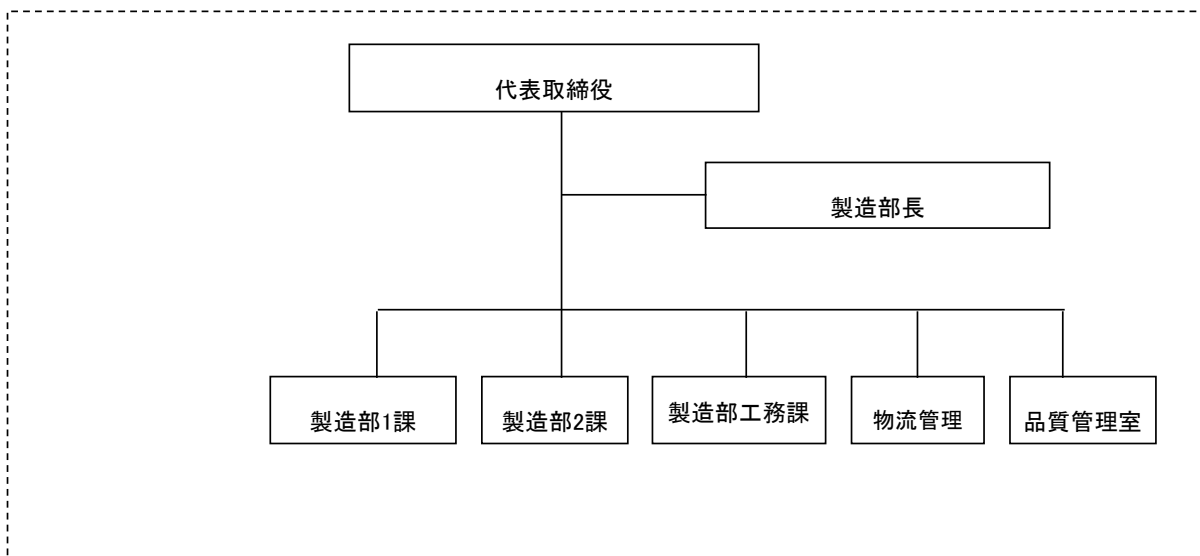 代表取締役
製造部長
製造部1課
製造部2課
製造部工務課
物流管理
品質管理室